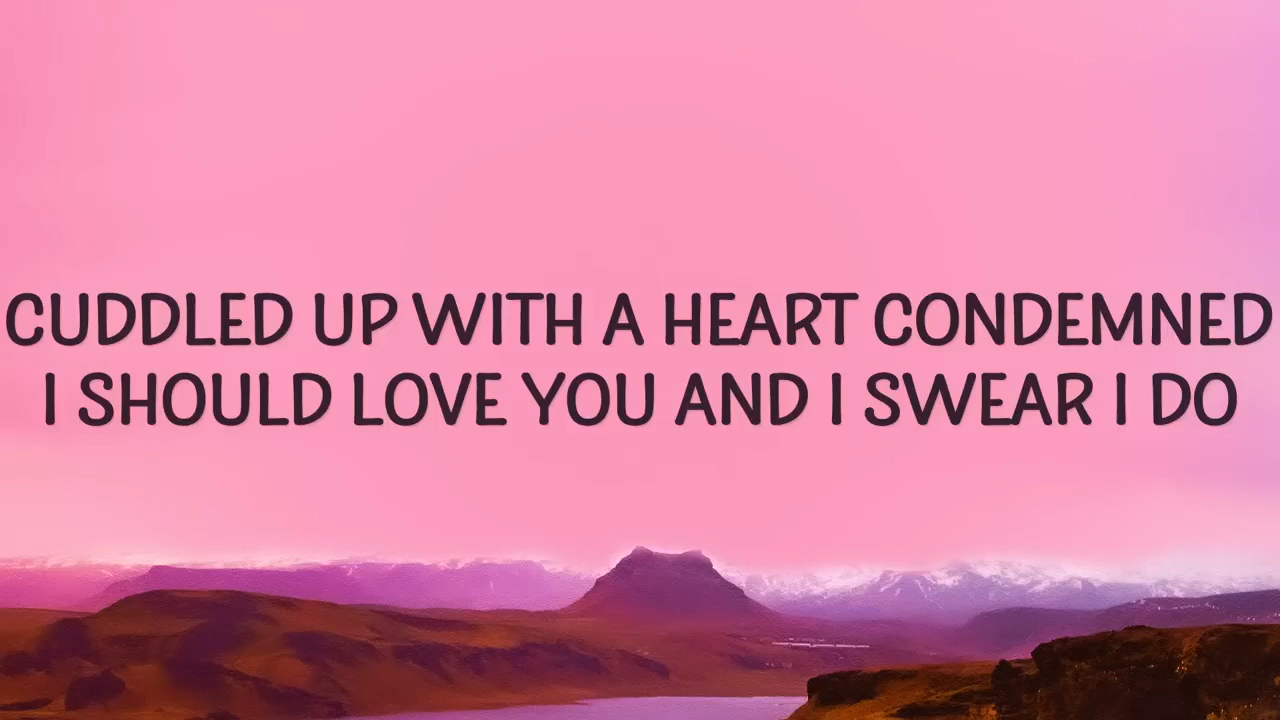 CUDDLED UP WITH A HEART CONDEMNED
I SHOULD LOVE YOU AND I SWEAR I DO